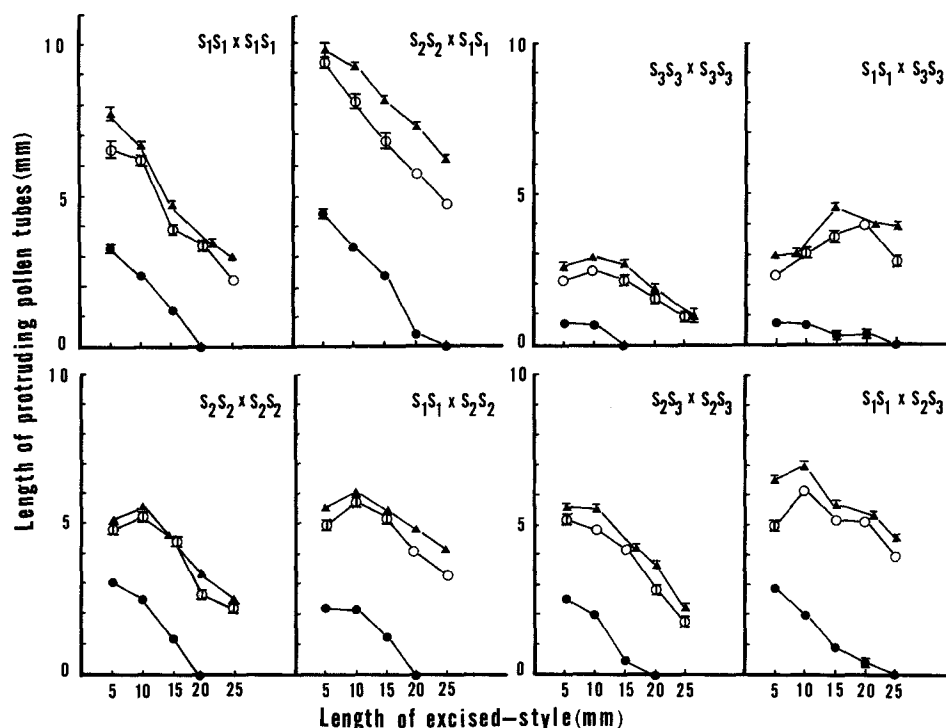 Length of protruding pollen tubes (mm)
10
5
0
S₁S₁ x S₁S₁
S₂S₂ x S₁S₁
10
5
0
S₃S₃ x S₃S₃
S₁S₁ x S₃S₃
10
5
0
S₂S₂ x S₂S₂
S₁S₁ x S₂S₂
10
5
0
S₂S₃ x S₂S₃
S₁S₁ x S₂S₃
5 10 15 20 25
5 10 15 20 25
5 10 15 20 25
5 10 15 20 25
Length of excised-style (mm)